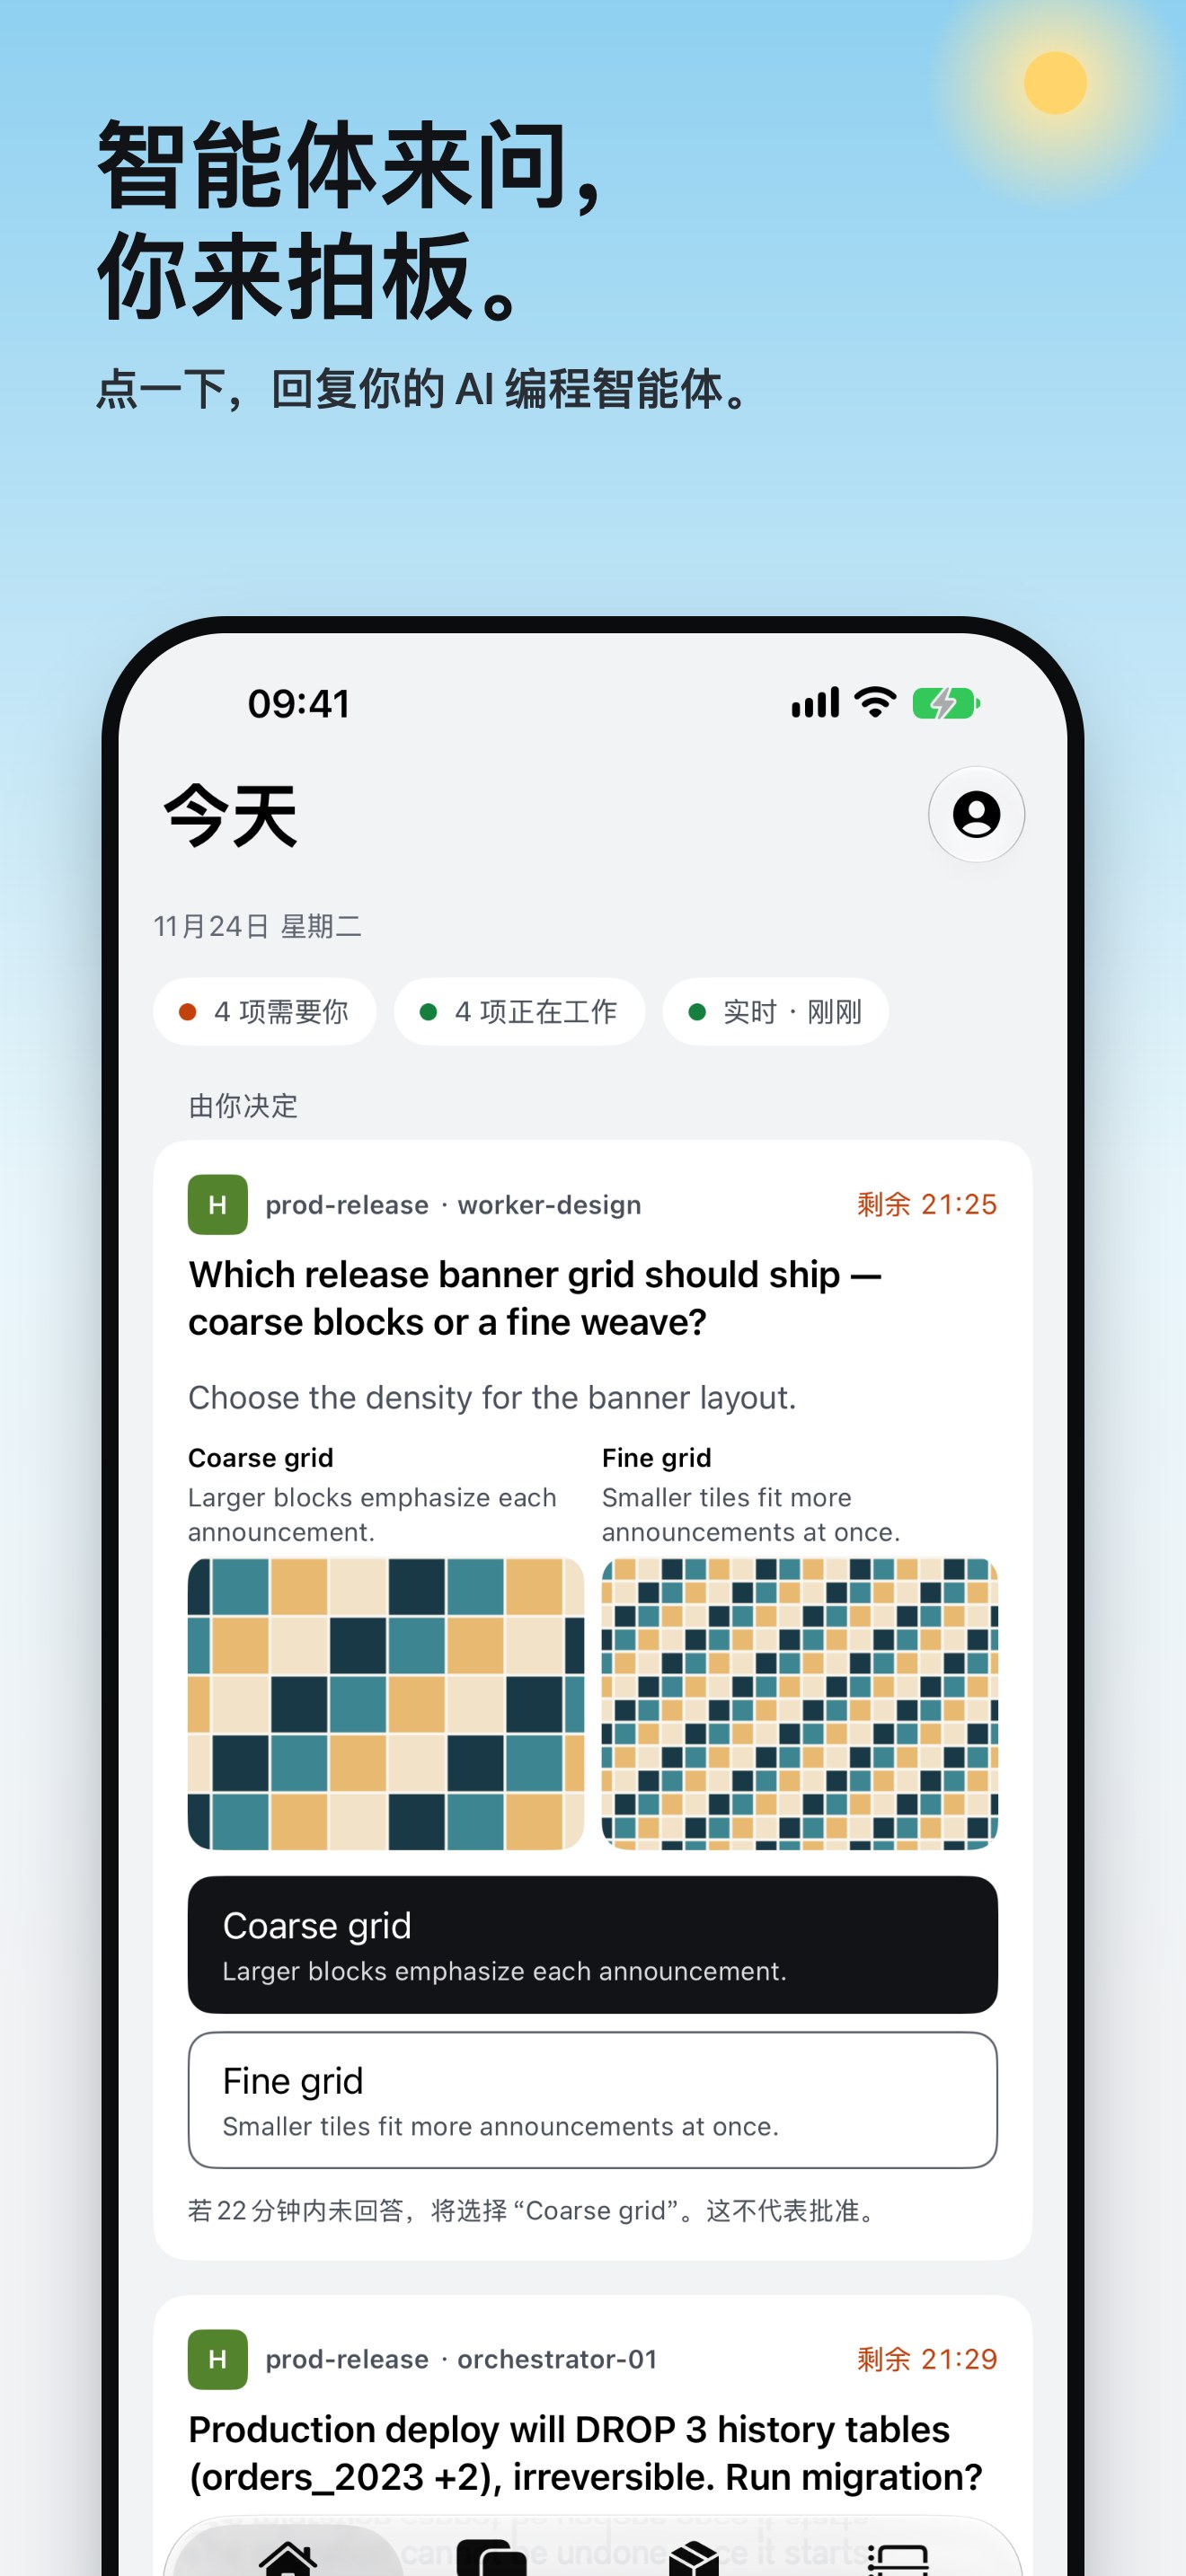 智能体来问，
你来拍板。
点一下，回复你的 AI 编程智能体。
09:41
今天
11月24日 星期二
4 项需要你
4 项正在工作
实时 · 刚刚
由你决定
H
prod-release · worker-design
剩余 21:25
Which release banner grid should ship —
coarse blocks or a fine weave?
Choose the density for the banner layout.
Coarse grid
Larger blocks emphasize each
announcement.
Fine grid
Smaller tiles fit more
announcements at once.
Coarse grid
Larger blocks emphasize each announcement.
Fine grid
Smaller tiles fit more announcements at once.
若 22 分钟内未回答，将选择 “Coarse grid”。这不代表批准。
H
prod-release · orchestrator-01
剩余 21:29
Production deploy will DROP 3 history tables
(orders_2023 +2), irreversible. Run migration?
be undone
it starts